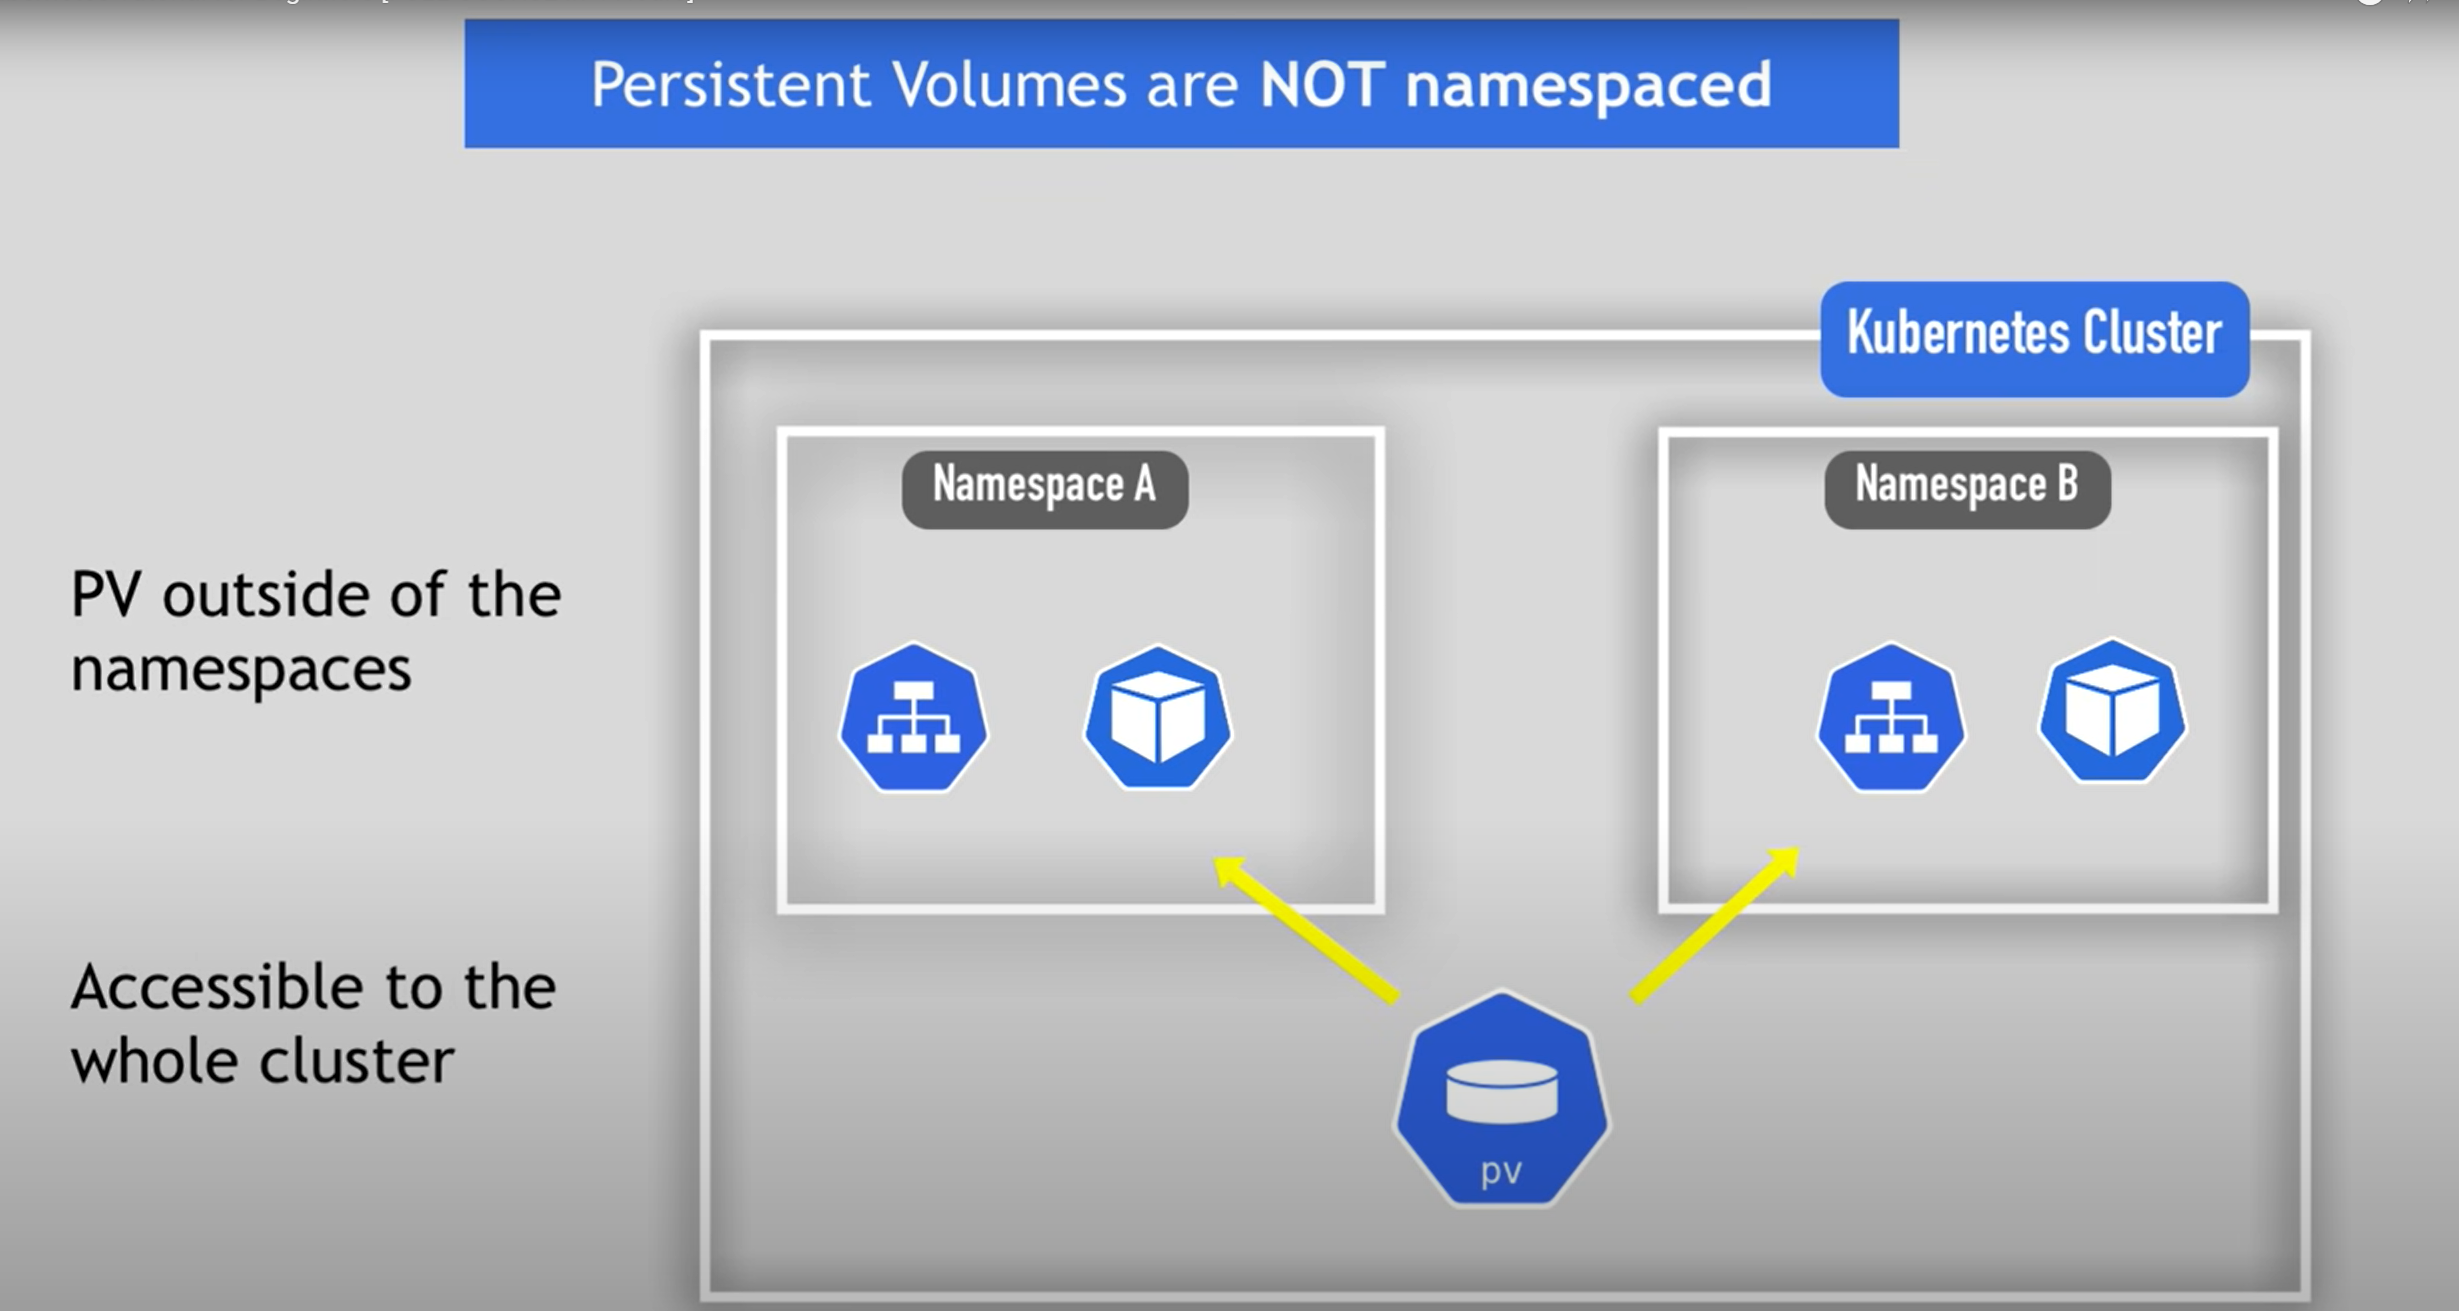 Persistent Volumes are NOT namespaced
Kubernetes Cluster
Namespace A
Namespace B
PV outside of the
namespaces
Accessible to the
whole cluster
pv